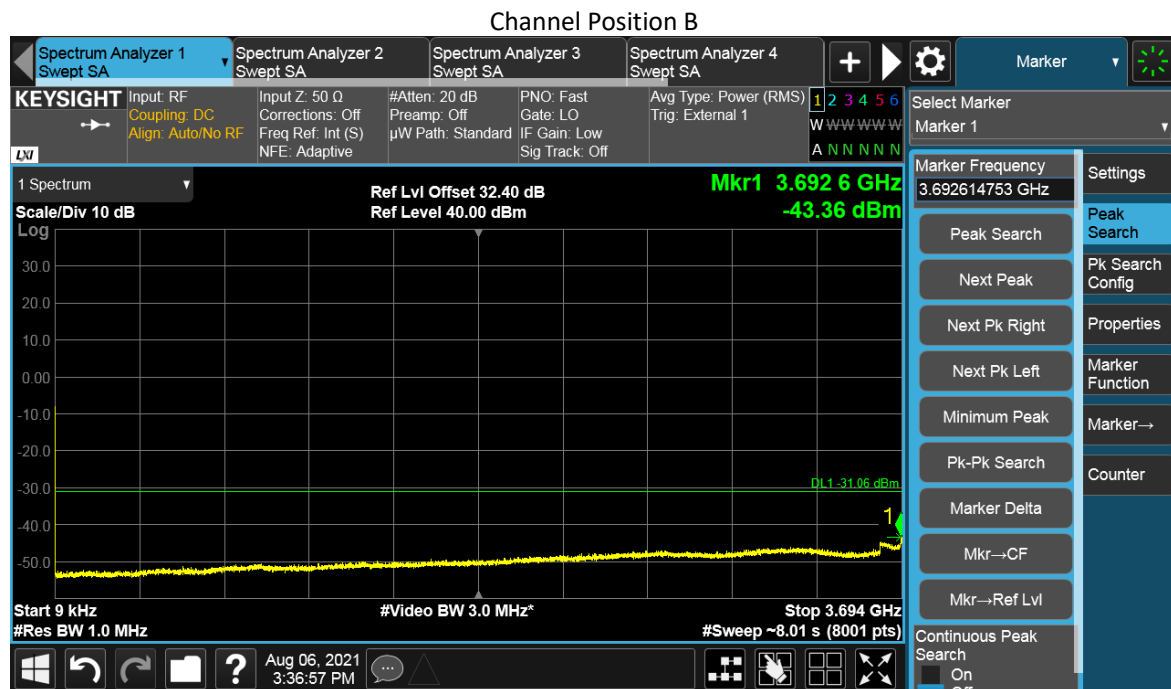 Channel Position B
Spectrum Analyzer 1
Swept SA
Spectrum Analyzer 2
Swept SA
Spectrum Analyzer 3
Swept SA
Spectrum Analyzer 4
Swept SA
+
Marker
KEYSIGHT
LXI
Input: RF
Coupling: DC
Align: Auto/No RF
Input Z: 50 Ω
Corrections: Off
Freq Ref: Int (S)
NFE: Adaptive
#Atten: 20 dB
Preamp: Off
µW Path: Standard
PNO: Fast
Gate: LO
IF Gain: Low
Sig Track: Off
Avg Type: Power (RMS)
Trig: External 1
1 2 3 4 5 6
W W W W W W
A N N N N N
Select Marker
Marker 1
1 Spectrum
Scale/Div 10 dB
Log
Ref Lvl Offset 32.40 dB
Ref Level 40.00 dBm
Mkr1 3.692 6 GHz
-43.36 dBm
30.0
20.0
10.0
0.00
-10.0
-20.0
-30.0
-40.0
-50.0
DL1 -31.06 dBm
1
Start 9 kHz
#Res BW 1.0 MHz
#Video BW 3.0 MHz*
Stop 3.694 GHz
#Sweep ~8.01 s (8001 pts)
Marker Frequency
3.692614753 GHz
Peak Search
Next Peak
Next Pk Right
Next Pk Left
Minimum Peak
Pk-Pk Search
Marker Delta
Mkr→CF
Mkr→Ref Lvl
Continuous Peak
Search
On
Off
Settings
Peak
Search
Pk Search
Config
Properties
Marker
Function
Marker→
Counter
?
Aug 06, 2021
3:36:57 PM